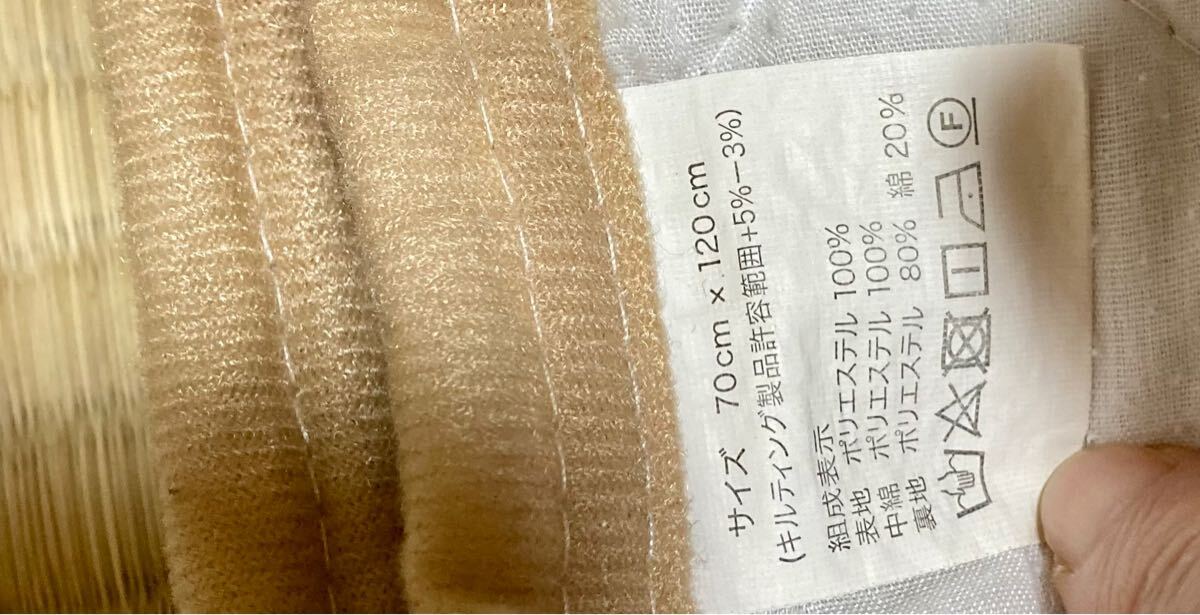 サイズ 70cm x 120cm
(キルティング製品許容範囲+5%-3%)
組成表示
表地 ポリエステル 100%
中綿 ポリエステル 100%
裏地 ポリエステル 80% 綿 20%
F